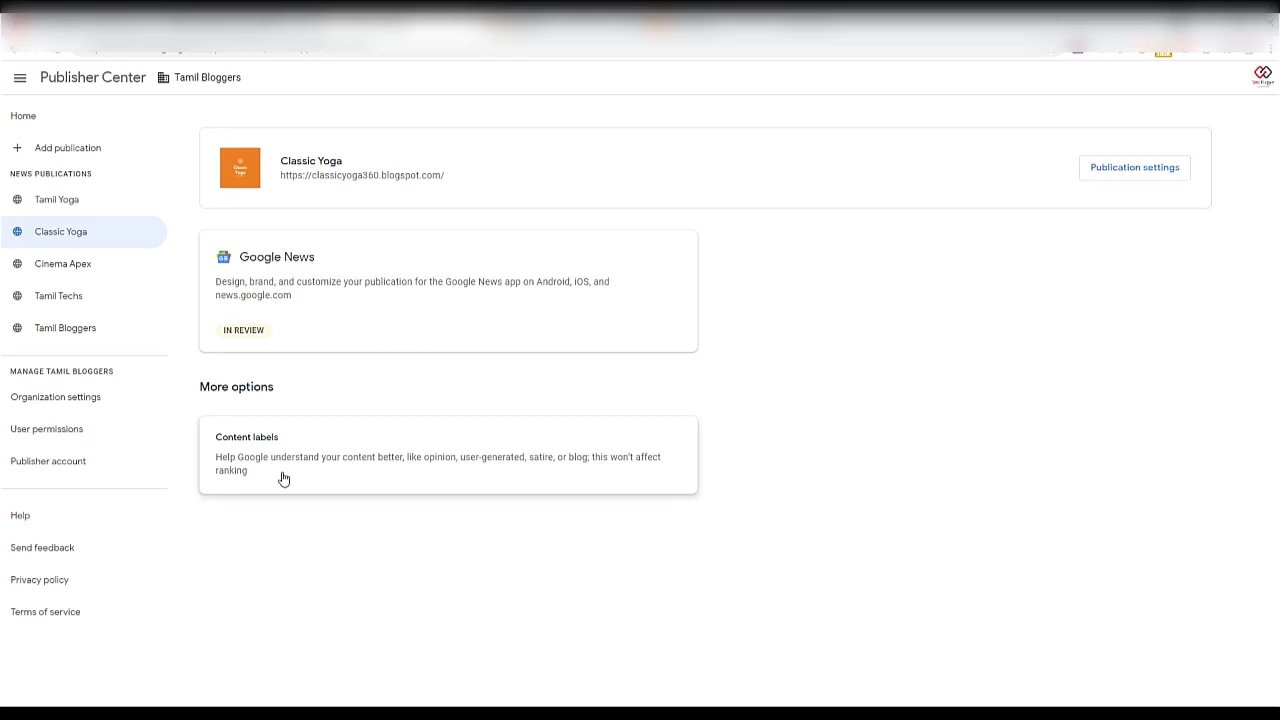 Publisher Center
Tamil Bloggers
Home
Add publication
NEWS PUBLICATIONS
Tamil Yoga
Classic Yoga
Cinema Apex
Tamil Techs
Tamil Bloggers
MANAGE TAMIL BLOGGERS
Organization settings
User permissions
Publisher account
Help
Send feedback
Privacy policy
Terms of service
Classic
Yoga
Classic Yoga
https://classicyoga360.blogspot.com/
Publication settings
Google News
Design, brand, and customize your publication for the Google News app on Android, iOS, and
news.google.com
IN REVIEW
More options
Content labels
Help Google understand your content better, like opinion, user-generated, satire, or blog; this won't affect
ranking